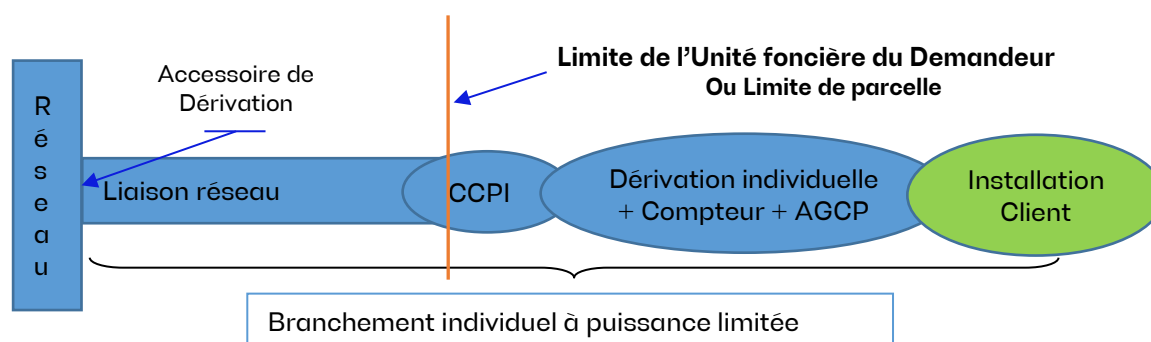 Réseau
Accessoire de
Dérivation
Limite de l’Unité foncière du Demandeur
Ou Limite de parcelle
Liaison réseau
CCPI
Dérivation individuelle
+ Compteur + AGCP
Installation
Client
Branchement individuel à puissance limitée